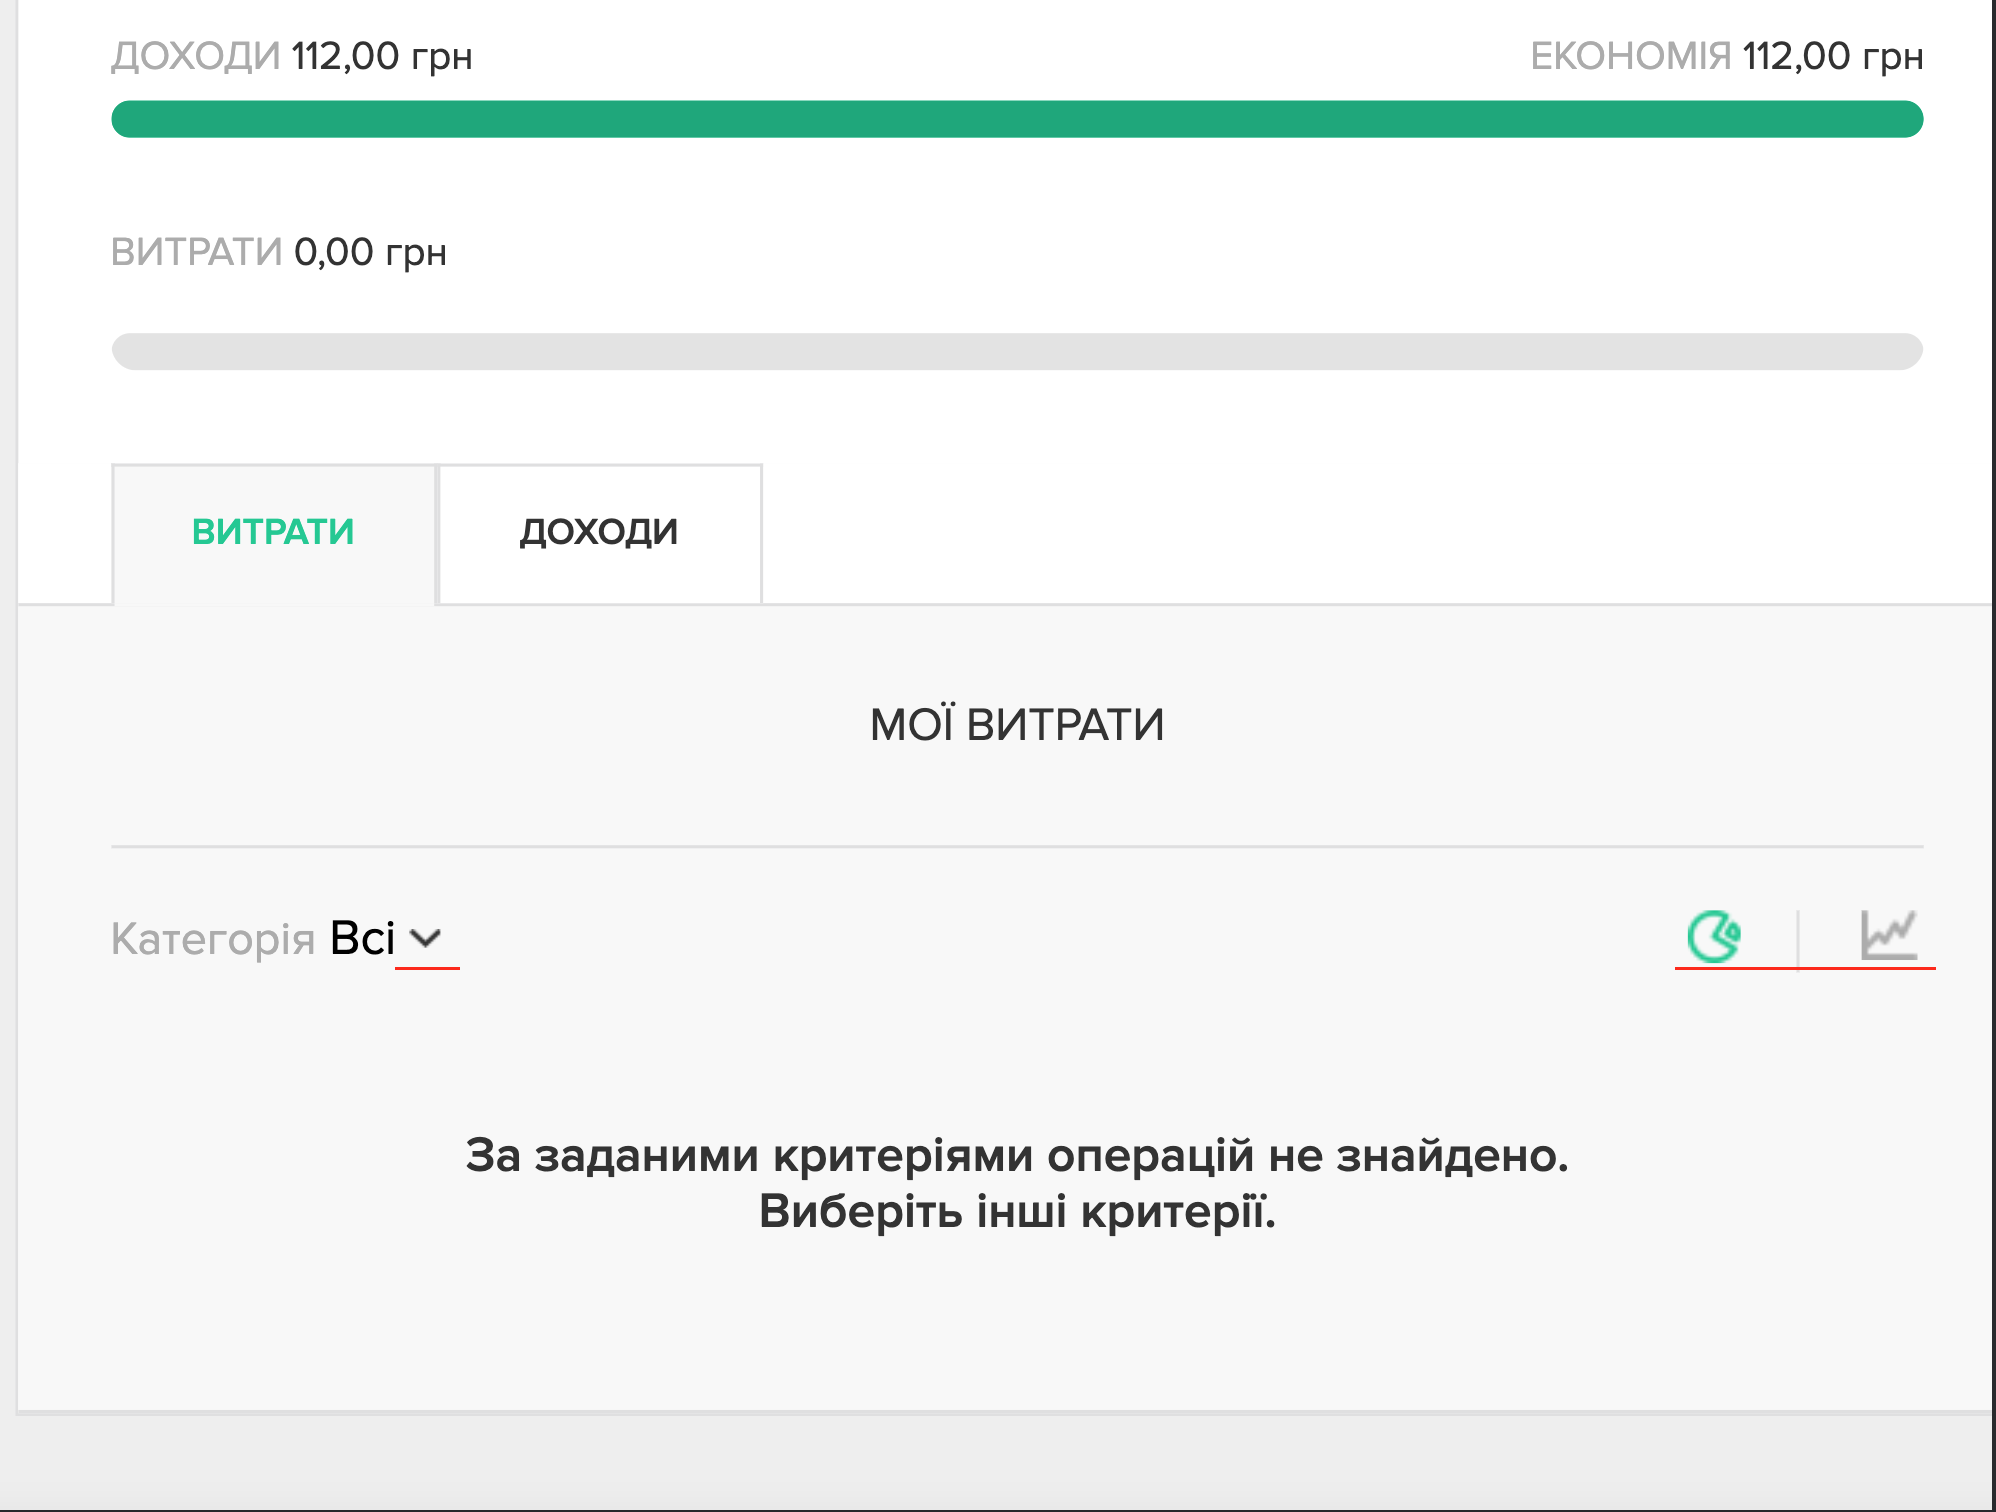 ДОХОДИ 112,00 грн ЕКОНОМІЯ 112,00 грн
ВИТРАТИ 0,00 грн
ВИТРАТИ ДОХОДИ
МОЇ ВИТРАТИ
Категорія Всі
За заданими критеріями операцій не знайдено.
Виберіть інші критерії.